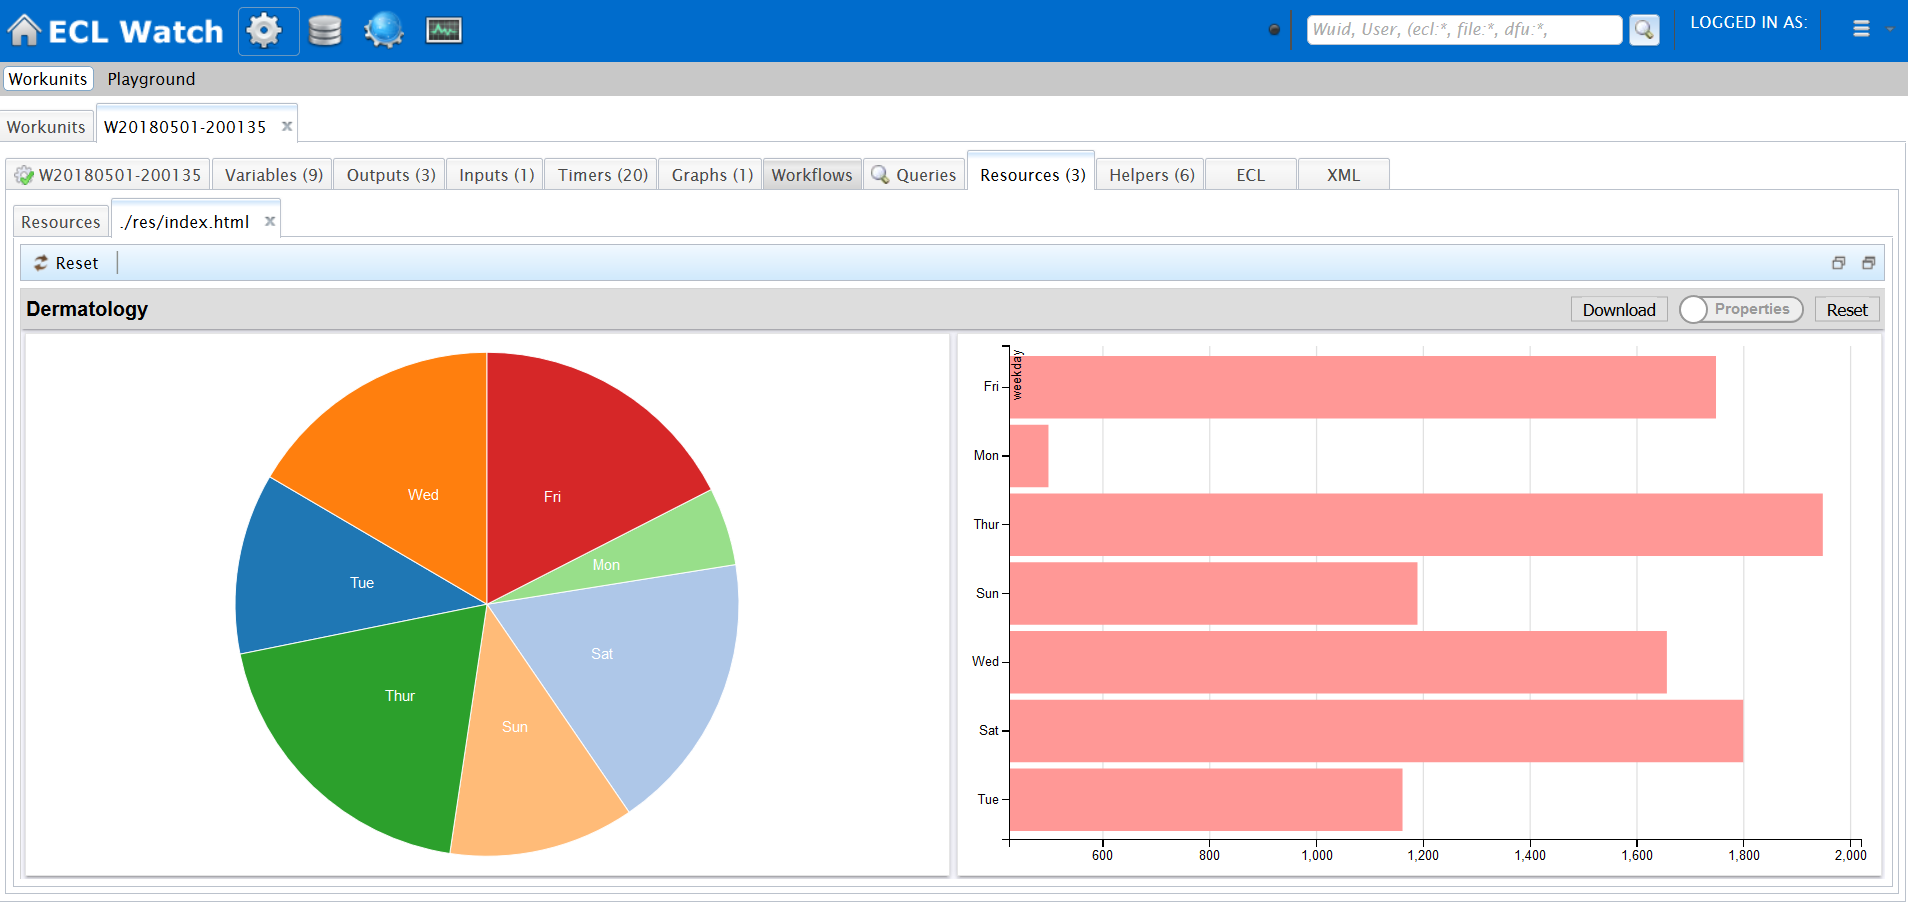 ECL Watch
Wuid, User, (ecl:*, file:*, dfu:*,
LOGGED IN AS:
Workunits Playground
Workunits W20180501-200135 x
W20180501-200135 Variables (9) Outputs (3) Inputs (1) Timers (20) Graphs (1) Workflows Queries Resources (3) Helpers (6) ECL XML
Resources ./res/index.html x
Reset
Dermatology
Download Properties Reset
Wed
Fri
Mon
Tue
Sat
Thur
Sun
weekday
Fri
Mon
Thur
Sun
Wed
Sat
Tue
600 800 1,000 1,200 1,400 1,600 1,800 2,000